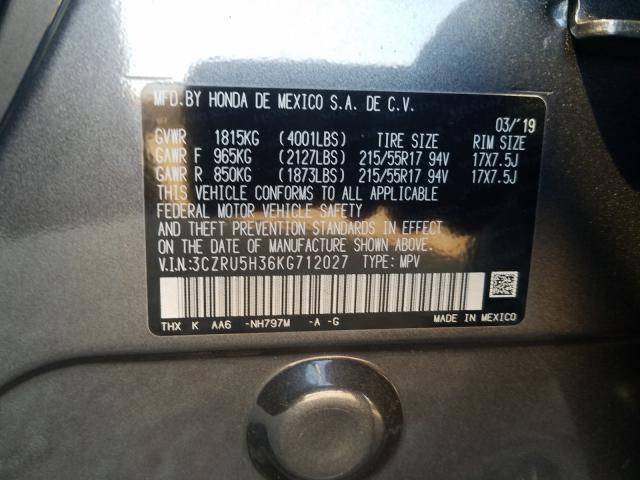 MFD.BY HONDA DE MEXICO S.A. DE C.V.
03/'19
GVWR 1815KG (4001LBS) TIRE SIZE RIM SIZE
GAWR F 965KG (2127LBS) 215/55R17 94V 17X7.5J
GAWR R 850KG (1873LBS) 215/55R17 94V 17X7.5J
THIS VEHICLE CONFORMS TO ALL APPLICABLE
FEDERAL MOTOR VEHICLE SAFETY
AND THEFT PREVENTION STANDARDS IN EFFECT
ON THE DATE OF MANUFACTURE SHOWN ABOVE.
V.I.N:3CZRU5H36KG712027 TYPE: MPV
THX K AA6 -NH797M -A -G MADE IN MEXICO